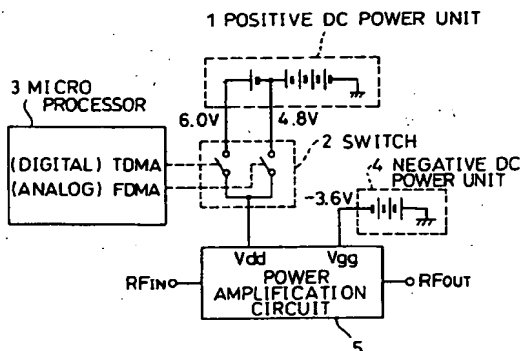 1 POSITIVE DC POWER UNIT
3 MICRO
PROCESSOR
6.0V
4.8V
2 SWITCH
(DIGITAL) TDMA
(ANALOG) FDMA
4 NEGATIVE DC
POWER UNIT
-3.6V
Vdd
Vgg
RFIN
POWER
AMPLIFICATION
CIRCUIT
RFOUT
5